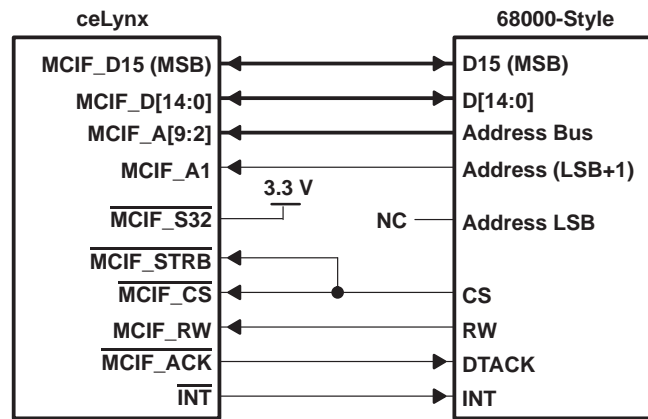 ceLynx 68000-Style
MCIF_D15 (MSB) D15 (MSB)
MCIF_D[14:0] D[14:0]
MCIF_A[9:2] Address Bus
MCIF_A1 Address (LSB+1)
3.3 V
MCIF_S32 NC Address LSB
MCIF_STRB
MCIF_CS CS
MCIF_RW RW
MCIF_ACK DTACK
INT INT